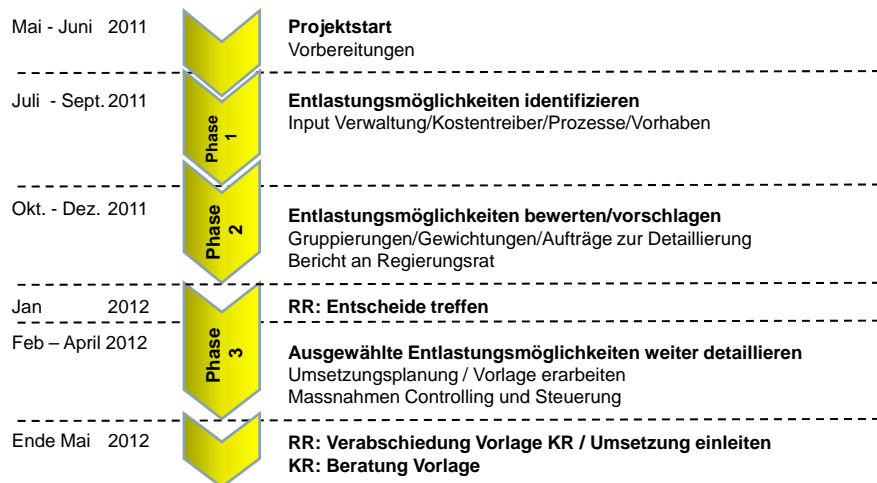 Mai - Juni 2011
Projektstart
Vorbereitungen
Juli - Sept. 2011
Phase 1
Entlastungsmöglichkeiten identifizieren
Input Verwaltung/Kostentreiber/Prozesse/Vorhaben
Okt. - Dez. 2011
Phase 2
Entlastungsmöglichkeiten bewerten/vorschlagen
Gruppierungen/Gewichtungen/Aufträge zur Detaillierung
Bericht an Regierungsrat
Jan 2012
RR: Entscheide treffen
Phase 3
Feb – April 2012
Ausgewählte Entlastungsmöglichkeiten weiter detaillieren
Umsetzungsplanung / Vorlage erarbeiten
Massnahmen Controlling und Steuerung
Ende Mai 2012
RR: Verabschiedung Vorlage KR / Umsetzung einleiten
KR: Beratung Vorlage